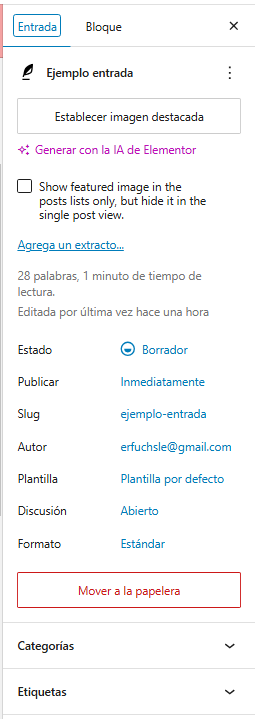 Entrada Bloque
Ejemplo entrada
Establecer imagen destacada
Generar con la IA de Elementor
Show featured image in the
posts lists only, but hide it in the
single post view.
Agrega un extracto...
28 palabras, 1 minuto de tiempo de
lectura.
Editada por última vez hace una hora
Estado Borrador
Publicar Inmediatamente
Slug ejemplo-entrada
Autor erfuchsle@gmail.com
Plantilla Plantilla por defecto
Discusión Abierto
Formato Estándar
Mover a la papelera
Categorías
Etiquetas